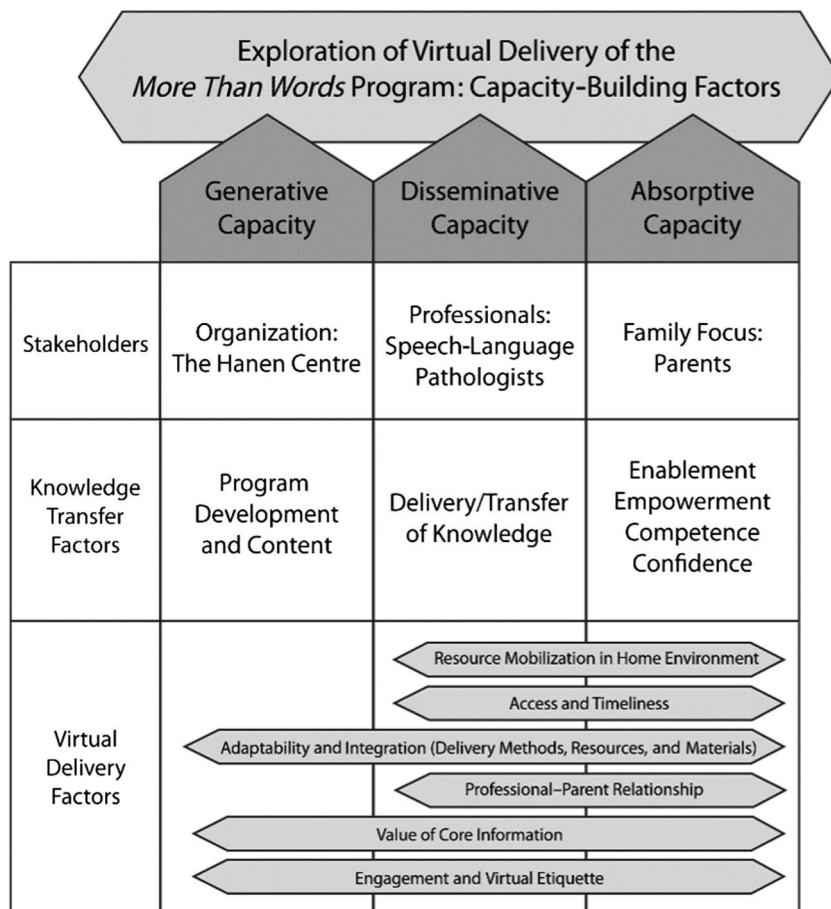 Exploration of Virtual Delivery of the
More Than Words Program: Capacity-Building Factors
Generative
Capacity
Disseminative
Capacity
Absorptive
Capacity
Stakeholders
Organization:
The Hanen Centre
Professionals:
Speech-Language
Pathologists
Family Focus:
Parents
Knowledge
Transfer
Factors
Program
Development
and Content
Delivery/Transfer
of Knowledge
Enablement
Empowerment
Competence
Confidence
Virtual
Delivery
Factors
Resource Mobilization in Home Environment
Access and Timeliness
Adaptability and Integration (Delivery Methods, Resources, and Materials)
Professional–Parent Relationship
Value of Core Information
Engagement and Virtual Etiquette